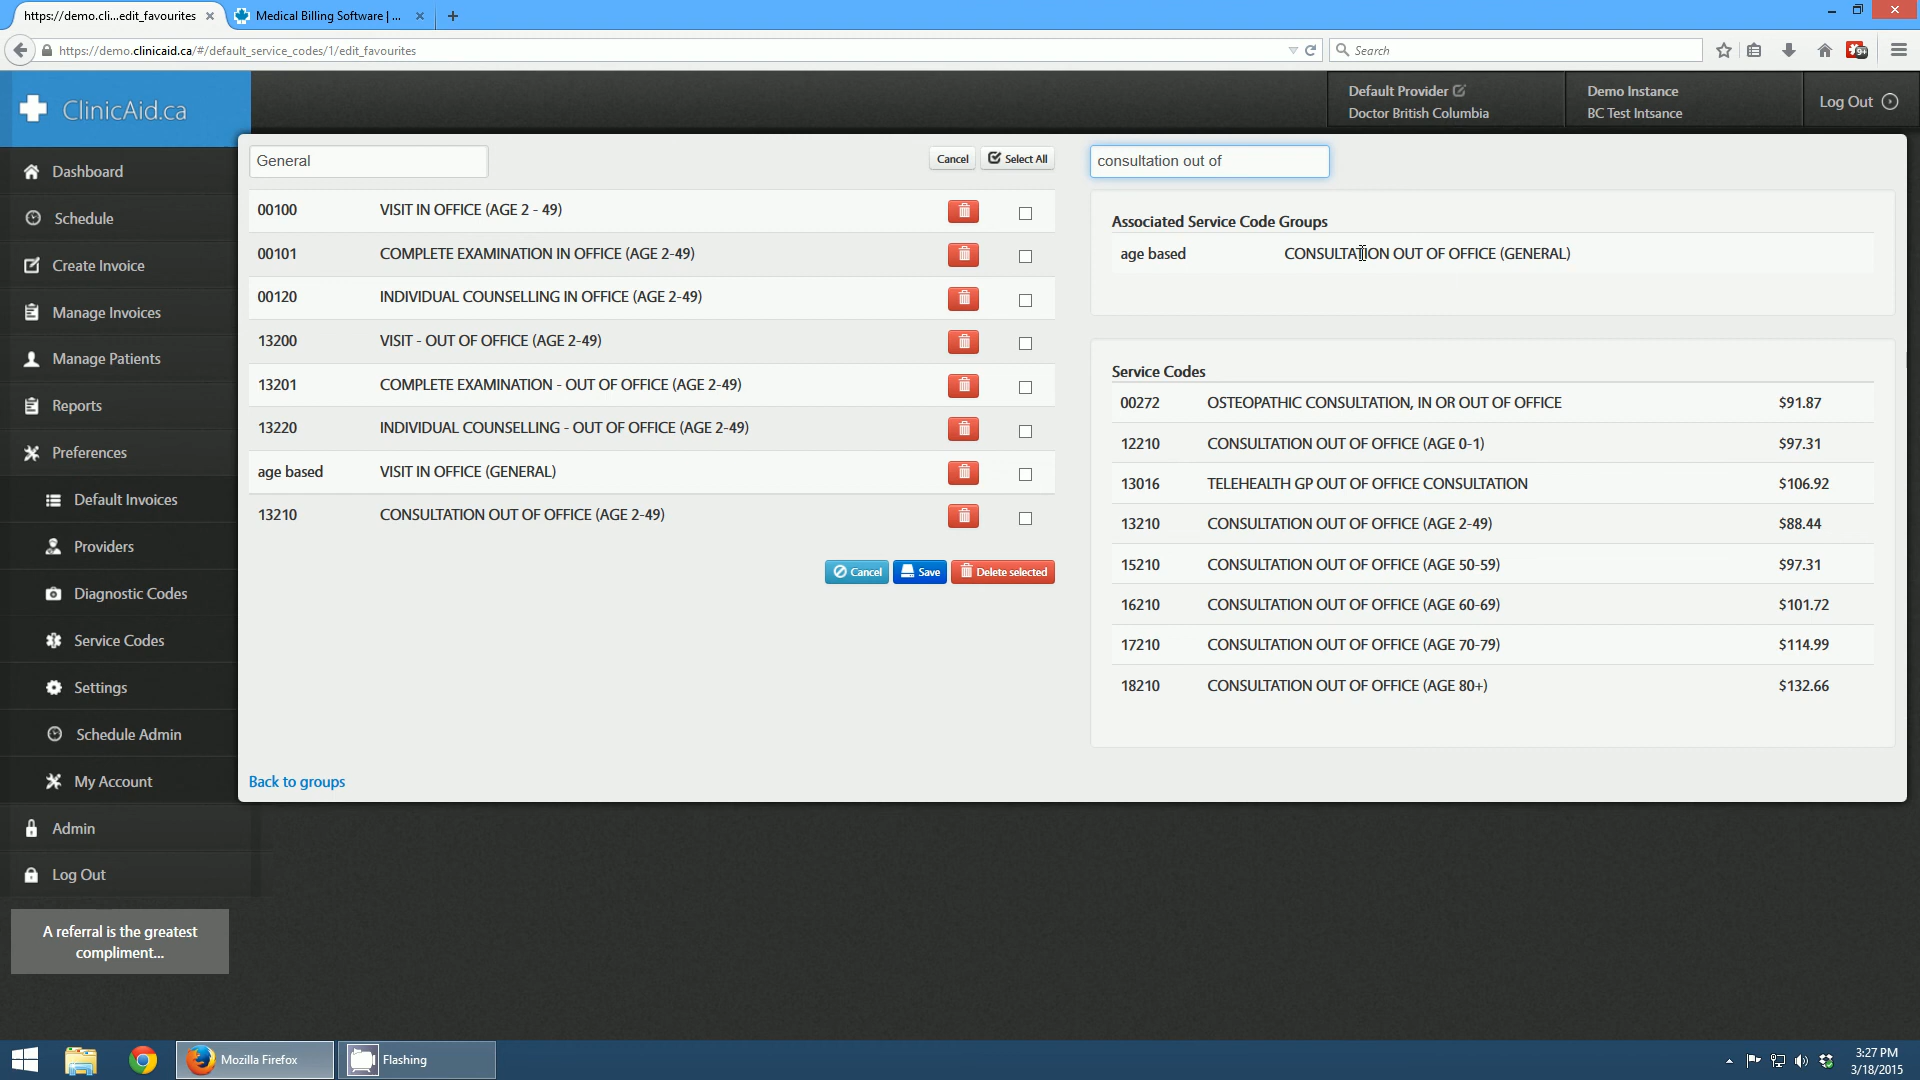 https://demo.cli...edit_favourites
Medical Billing Software | ...
https://demo.clinicaid.ca/#/default_service_codes/1/edit_favourites
Search
9+
ClinicAid.ca
Default Provider
Doctor British Columbia
Demo Instance
BC Test Intsance
Log Out
Dashboard
Schedule
Create Invoice
Manage Invoices
Manage Patients
Reports
Preferences
Default Invoices
Providers
Diagnostic Codes
Service Codes
Settings
Schedule Admin
My Account
Admin
Log Out
A referral is the greatest
compliment...
General
Cancel
Select All
00100 VISIT IN OFFICE (AGE 2 - 49)
00101 COMPLETE EXAMINATION IN OFFICE (AGE 2-49)
00120 INDIVIDUAL COUNSELLING IN OFFICE (AGE 2-49)
13200 VISIT - OUT OF OFFICE (AGE 2-49)
13201 COMPLETE EXAMINATION - OUT OF OFFICE (AGE 2-49)
13220 INDIVIDUAL COUNSELLING - OUT OF OFFICE (AGE 2-49)
age based VISIT IN OFFICE (GENERAL)
13210 CONSULTATION OUT OF OFFICE (AGE 2-49)
Cancel
Save
Delete selected
Back to groups
consultation out of
Associated Service Code Groups
age based CONSULTATION OUT OF OFFICE (GENERAL)
Service Codes
00272 OSTEOPATHIC CONSULTATION, IN OR OUT OF OFFICE $91.87
12210 CONSULTATION OUT OF OFFICE (AGE 0-1) $97.31
13016 TELEHEALTH GP OUT OF OFFICE CONSULTATION $106.92
13210 CONSULTATION OUT OF OFFICE (AGE 2-49) $88.44
15210 CONSULTATION OUT OF OFFICE (AGE 50-59) $97.31
16210 CONSULTATION OUT OF OFFICE (AGE 60-69) $101.72
17210 CONSULTATION OUT OF OFFICE (AGE 70-79) $114.99
18210 CONSULTATION OUT OF OFFICE (AGE 80+) $132.66
Mozilla Firefox
Flashing
3:27 PM
3/18/2015